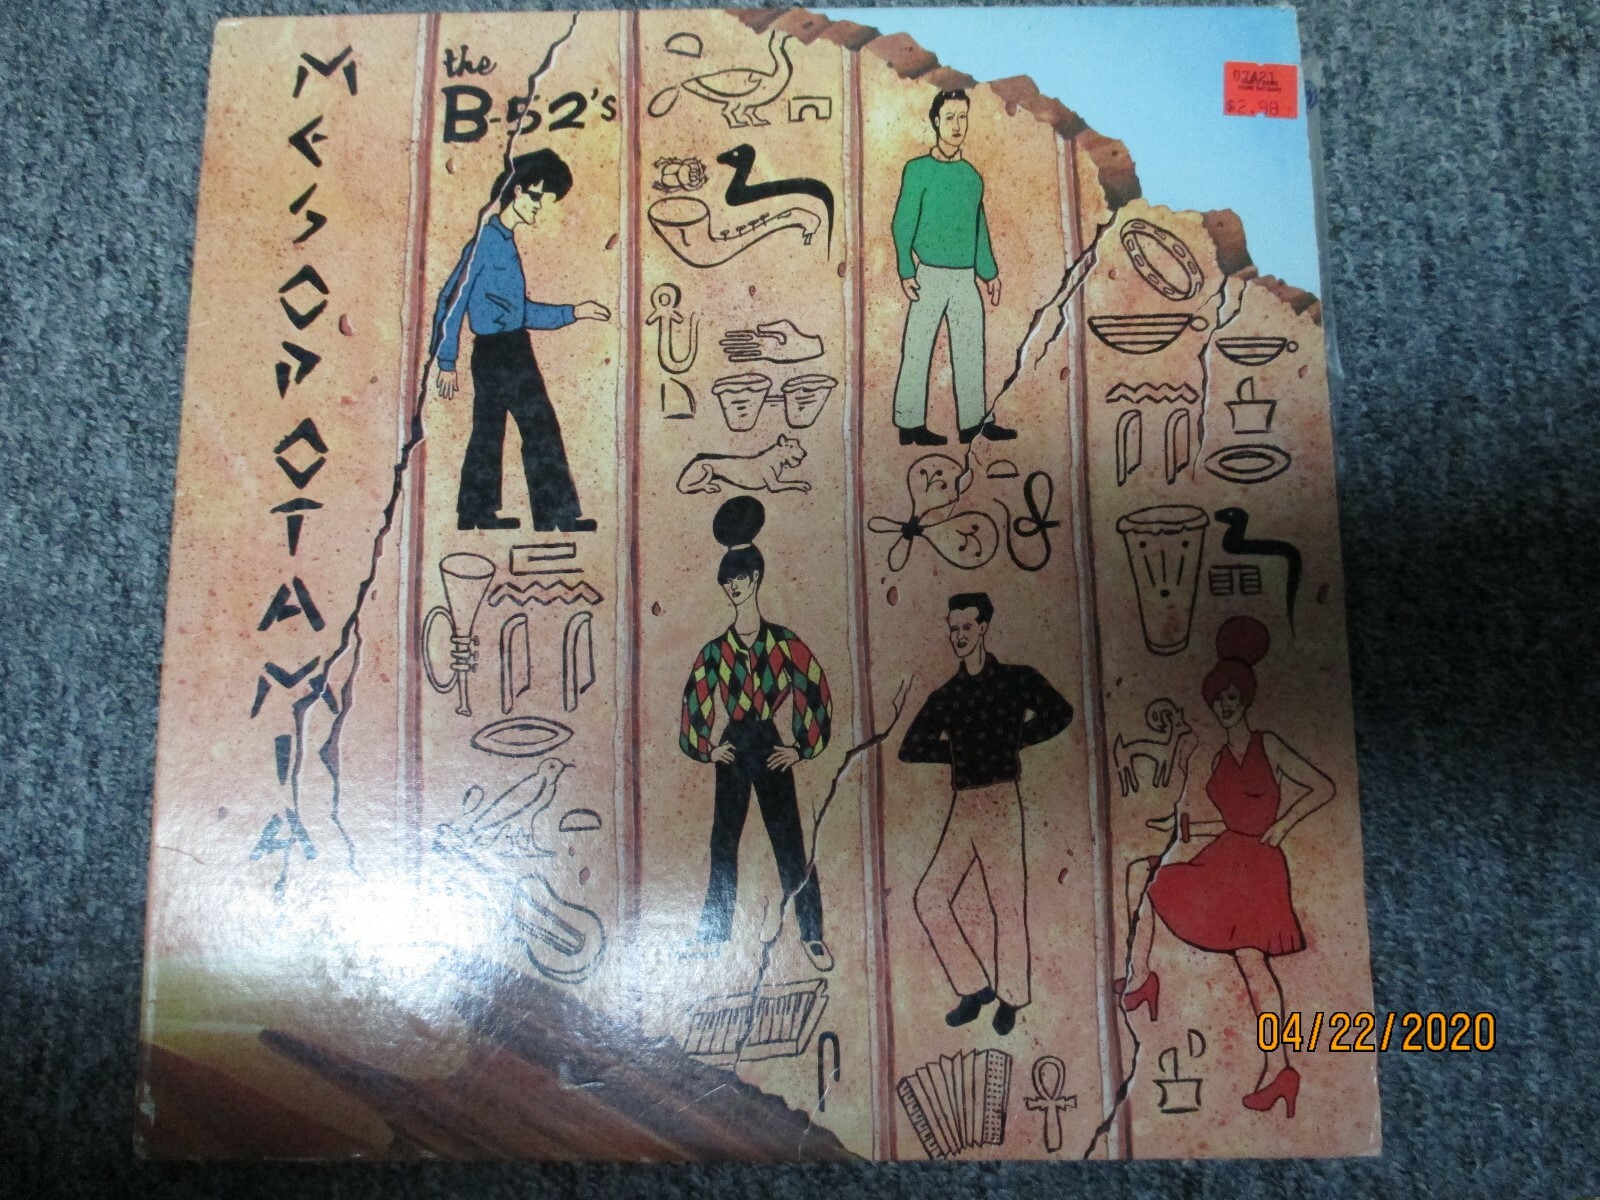 MESOPOTAMIA
the
B-52's
$2.98
04/22/2020